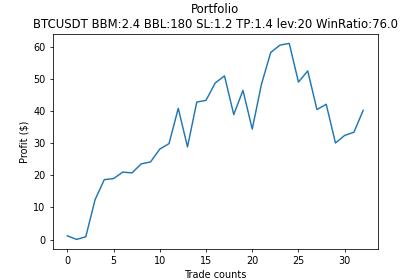 Portfolio
BTCUSDT BBM:2.4 BBL:180 SL:1.2 TP:1.4 lev:20 WinRatio:76.0
60
50
40
30
20
10
0
Profit ($)
0 5 10 15 20 25 30
Trade counts